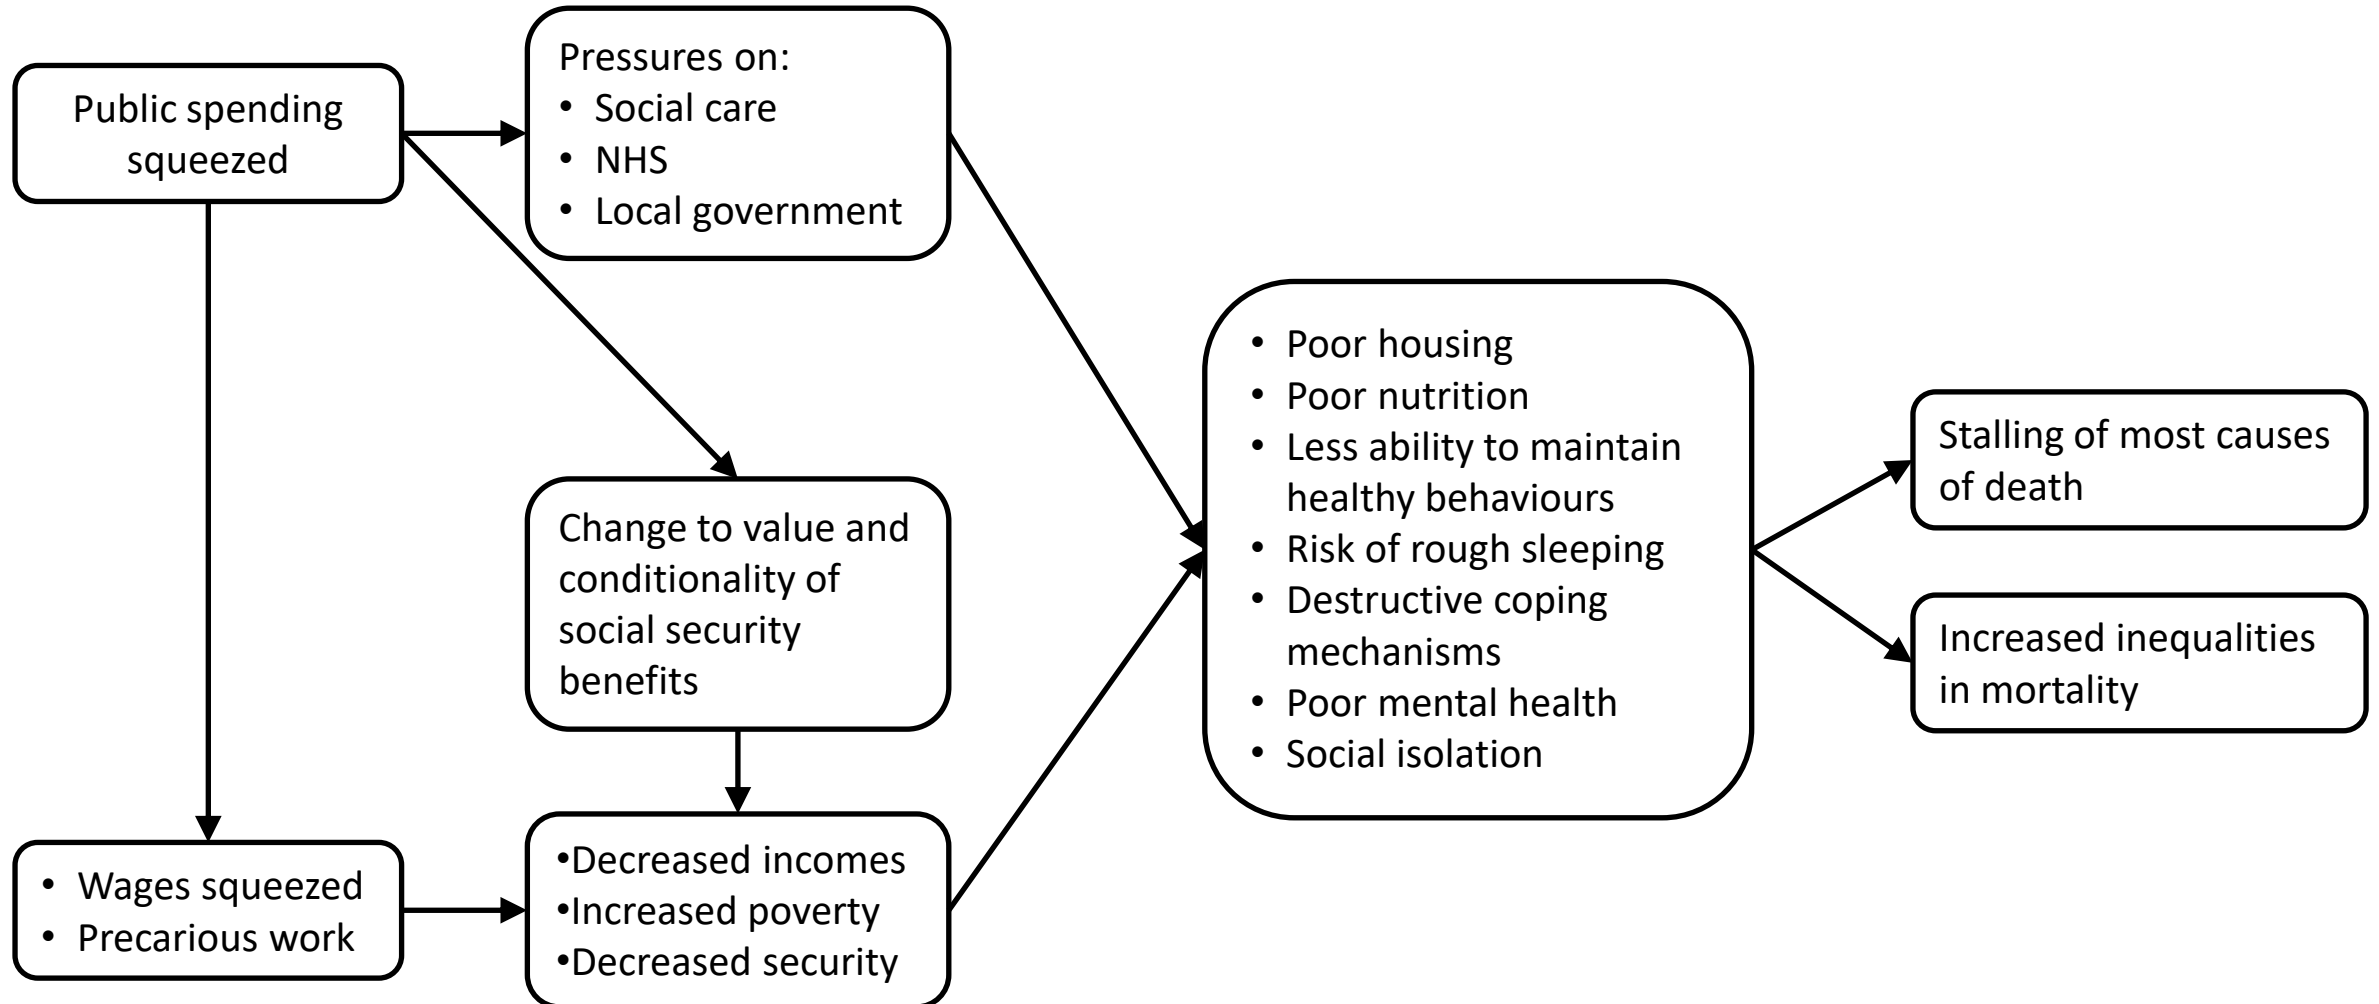 Public spending
squeezed
Pressures on:
• Social care
• NHS
• Local government
Change to value and
conditionality of
social security
benefits
• Wages squeezed
• Precarious work
•Decreased incomes
•Increased poverty
•Decreased security
• Poor housing
• Poor nutrition
• Less ability to maintain
healthy behaviours
• Risk of rough sleeping
• Destructive coping
mechanisms
• Poor mental health
• Social isolation
Stalling of most causes
of death
Increased inequalities
in mortality